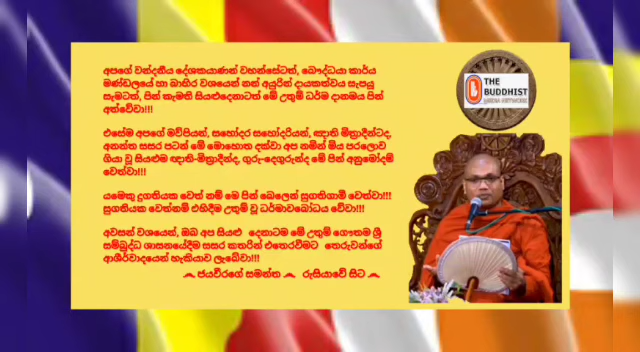 අපගේ වන්දනීය දේශකයාණන් වහන්සේටත්, බෞද්ධයා කාර්ය
මණ්ඩලයේ හා බාහිර වශයෙන් නන් අයුරින් දායකත්වය සැපයූ
සැමටත්, පින් කැමති සියළුදෙනාටත් මේ උතුම් ධර්ම දානමය පින්
අත්වේවා!!!
එසේම අපගේ මව්පියන්, සහෝදර සහෝදරියන්, ඥාති මිත්‍රාදීන්ටද,
අනන්ත සසර පටන් මේ මොහොත දක්වා අප නමින් මිය පරලොව
ගියා වූ සියළුම ඥාති-මිත්‍රාදීන්ද, ගුරු-දෙගුරුන්ද මේ පින් අනුමෝදම්
වෙත්වා!!!
යමෙකු දුගතියක වෙත් නම් මෙ පින් බෙලෙන් සුගතිගාමී වෙත්වා!!!
සුගතියක වෙත්නම් එහිදීම උතුම් වූ ධර්මාවබෝධය වේවා!!!
අවසන් වශයෙන්, ඔබ අප සියළු දෙනාටම මේ උතුම් ගෞතම ශ්‍රී
සම්බුද්ධ ශාසනයේදීම සසර කතරින් එතෙරවීමට තෙරුවන්ගේ
ආශීර්වාදයෙන් හැකියාව ලැබේවා!!!
ජයවීරගේ සමන්ත රුසියාවේ සිට
THE
BUDDHIST